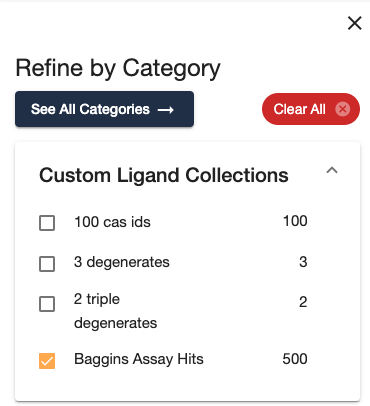 Refine by Category
See All Categories → Clear All
Custom Ligand Collections
100 cas ids 100
3 degenerates 3
2 triple 2
degenerates
Baggins Assay Hits 500